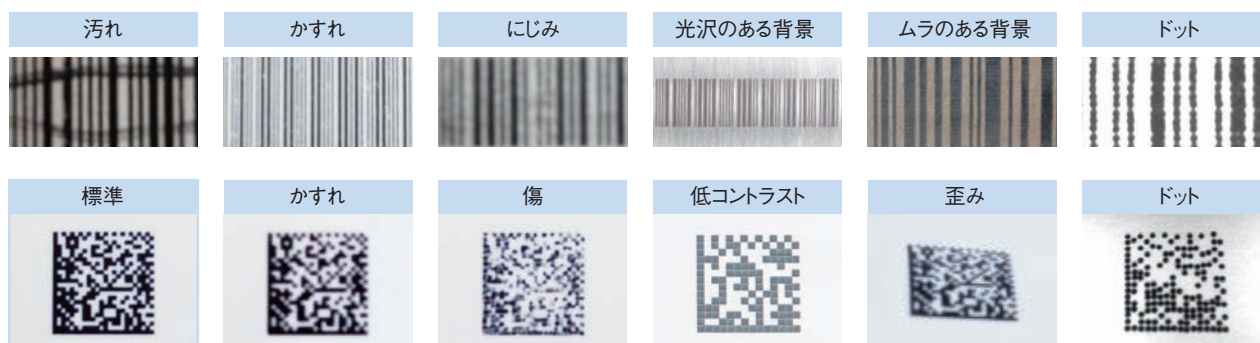 汚れ
かすれ
にじみ
光沢のある背景
ムラのある背景
ドット
標準
かすれ
傷
低コントラスト
歪み
ドット